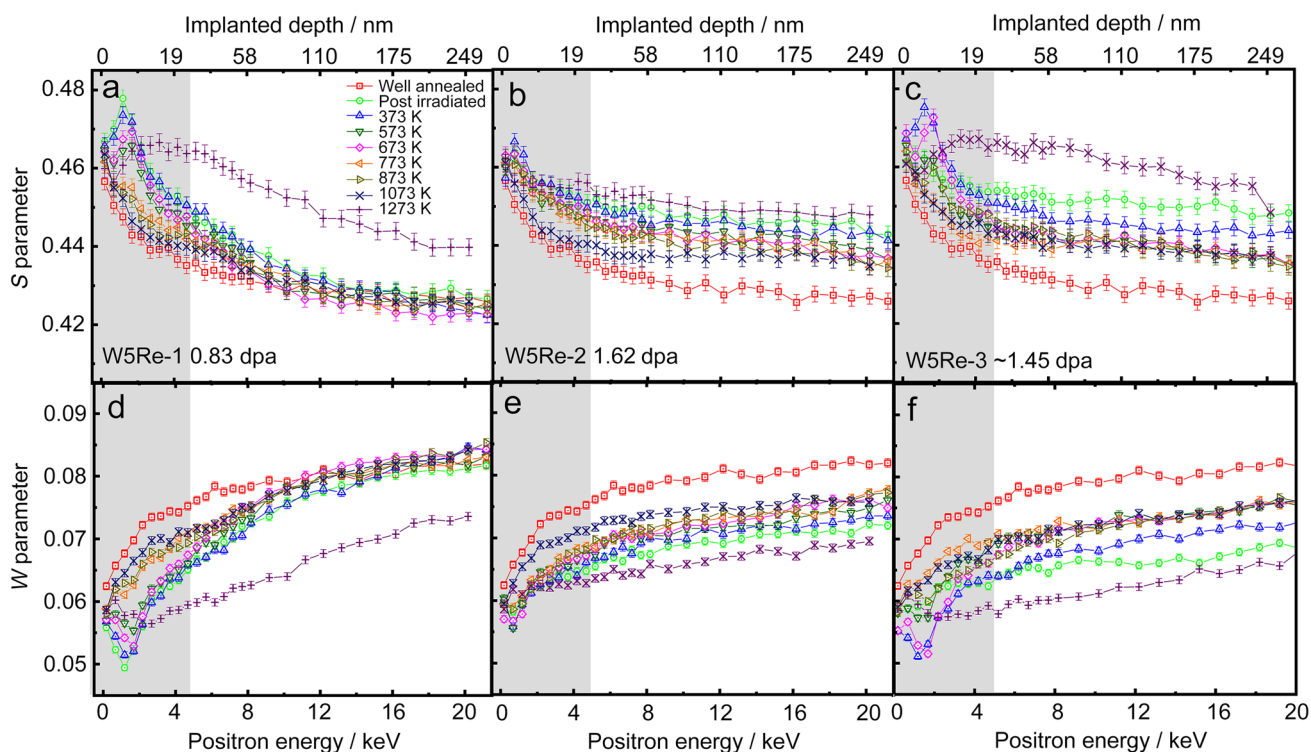 Implanted depth / nm Implanted depth / nm Implanted depth / nm
0 19 58 110 175 249 0 19 58 110 175 249 0 19 58 110 175 249
0.48 a b c
Well annealed
Post irradiated
373 K
573 K
673 K
773 K
873 K
1073 K
1273 K
0.46
0.44
0.42
S parameter
W5Re-1 0.83 dpa W5Re-2 1.62 dpa W5Re-3 ~1.45 dpa
d e f
0.09
0.08
0.07
0.06
0.05
W parameter
0 4 8 12 16 20 0 4 8 12 16 20 0 4 8 12 16 20
Positron energy / keV Positron energy / keV Positron energy / keV